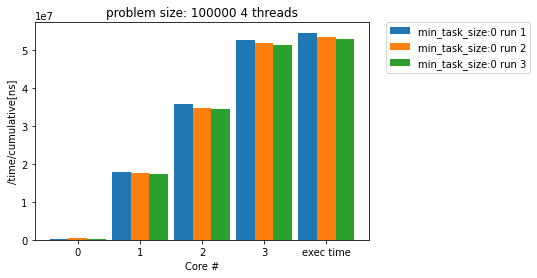 problem size: 100000 4 threads
1e7
/time/cumulative[ns]
5
4
3
2
1
0
0 1 2 3 exec time
Core #
min_task_size:0 run 1
min_task_size:0 run 2
min_task_size:0 run 3